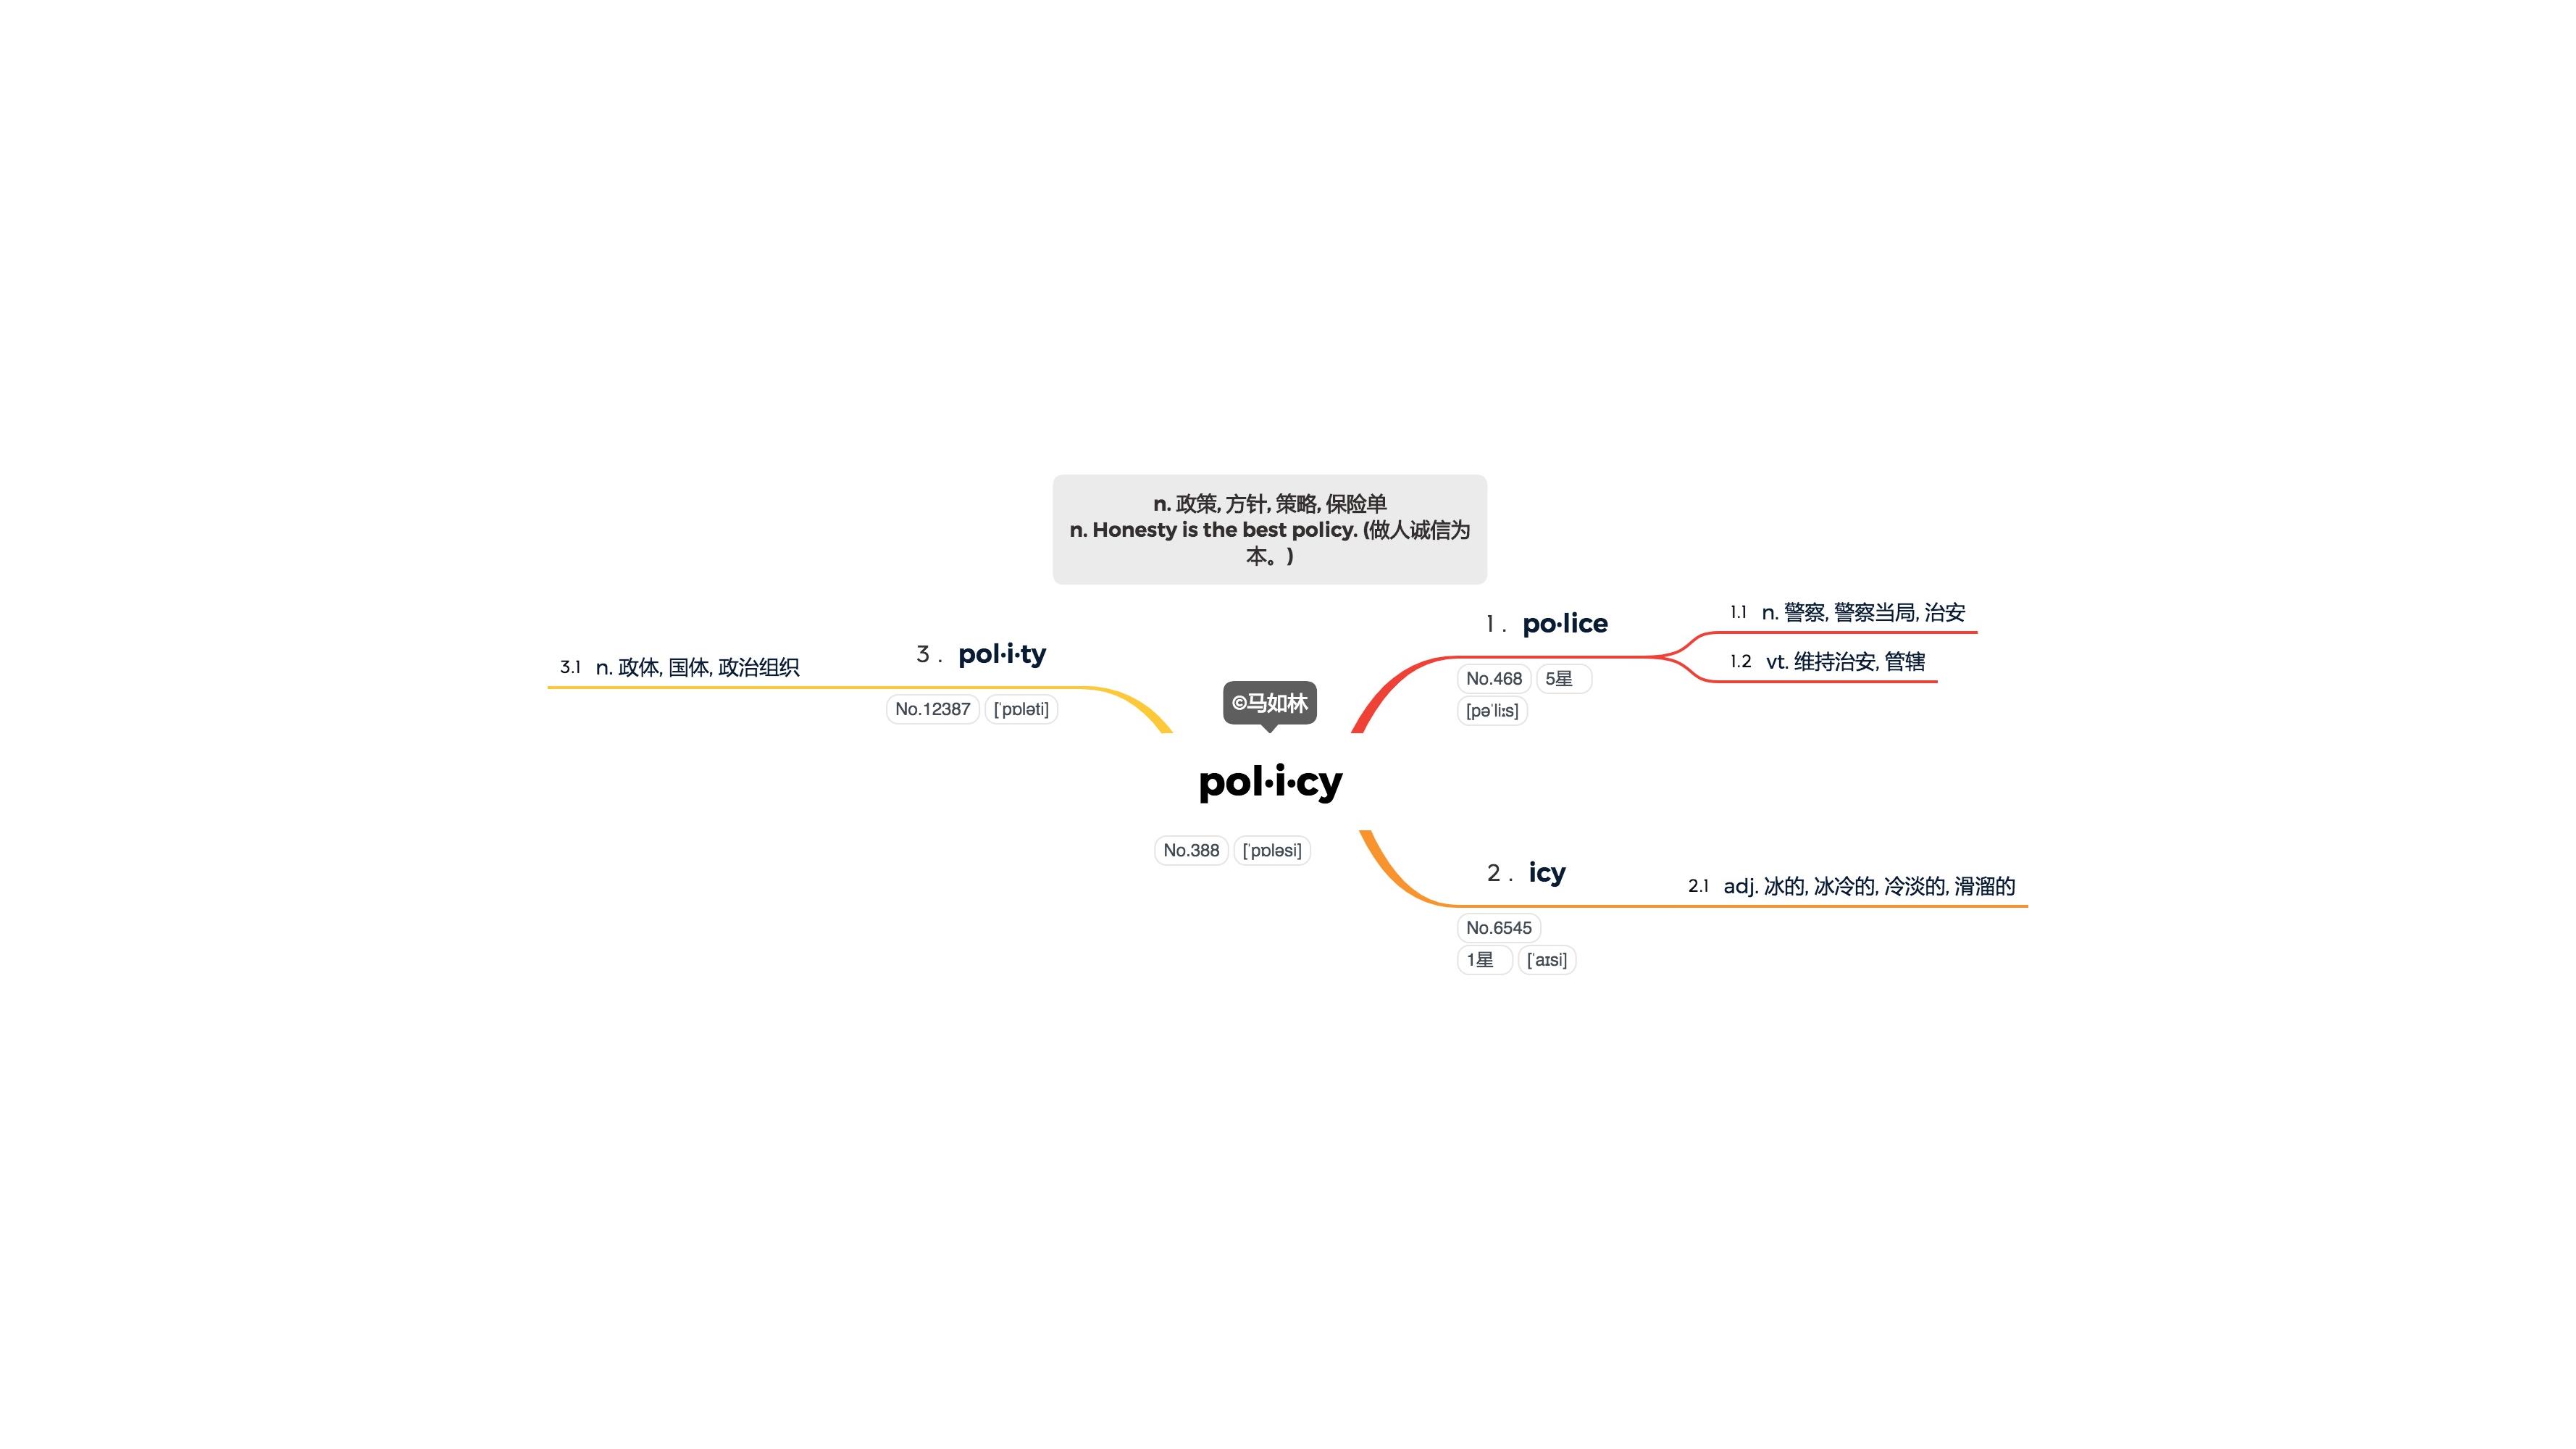 n. 政策, 方针, 策略, 保险单
n. Honesty is the best policy. (做人诚信为
本。)
©马如林
pol·i·cy
No.388 [ˈpɒləsi]
1 . po·lice
No.468 5星
[pəˈliːs]
1.1 n. 警察, 警察当局, 治安
1.2 vt. 维持治安, 管辖
2 . icy
No.6545
1星 [ˈaɪsi]
2.1 adj. 冰的, 冰冷的, 冷淡的, 滑溜的
3 . pol·i·ty
No.12387 [ˈpɒləti]
3.1 n. 政体, 国体, 政治组织